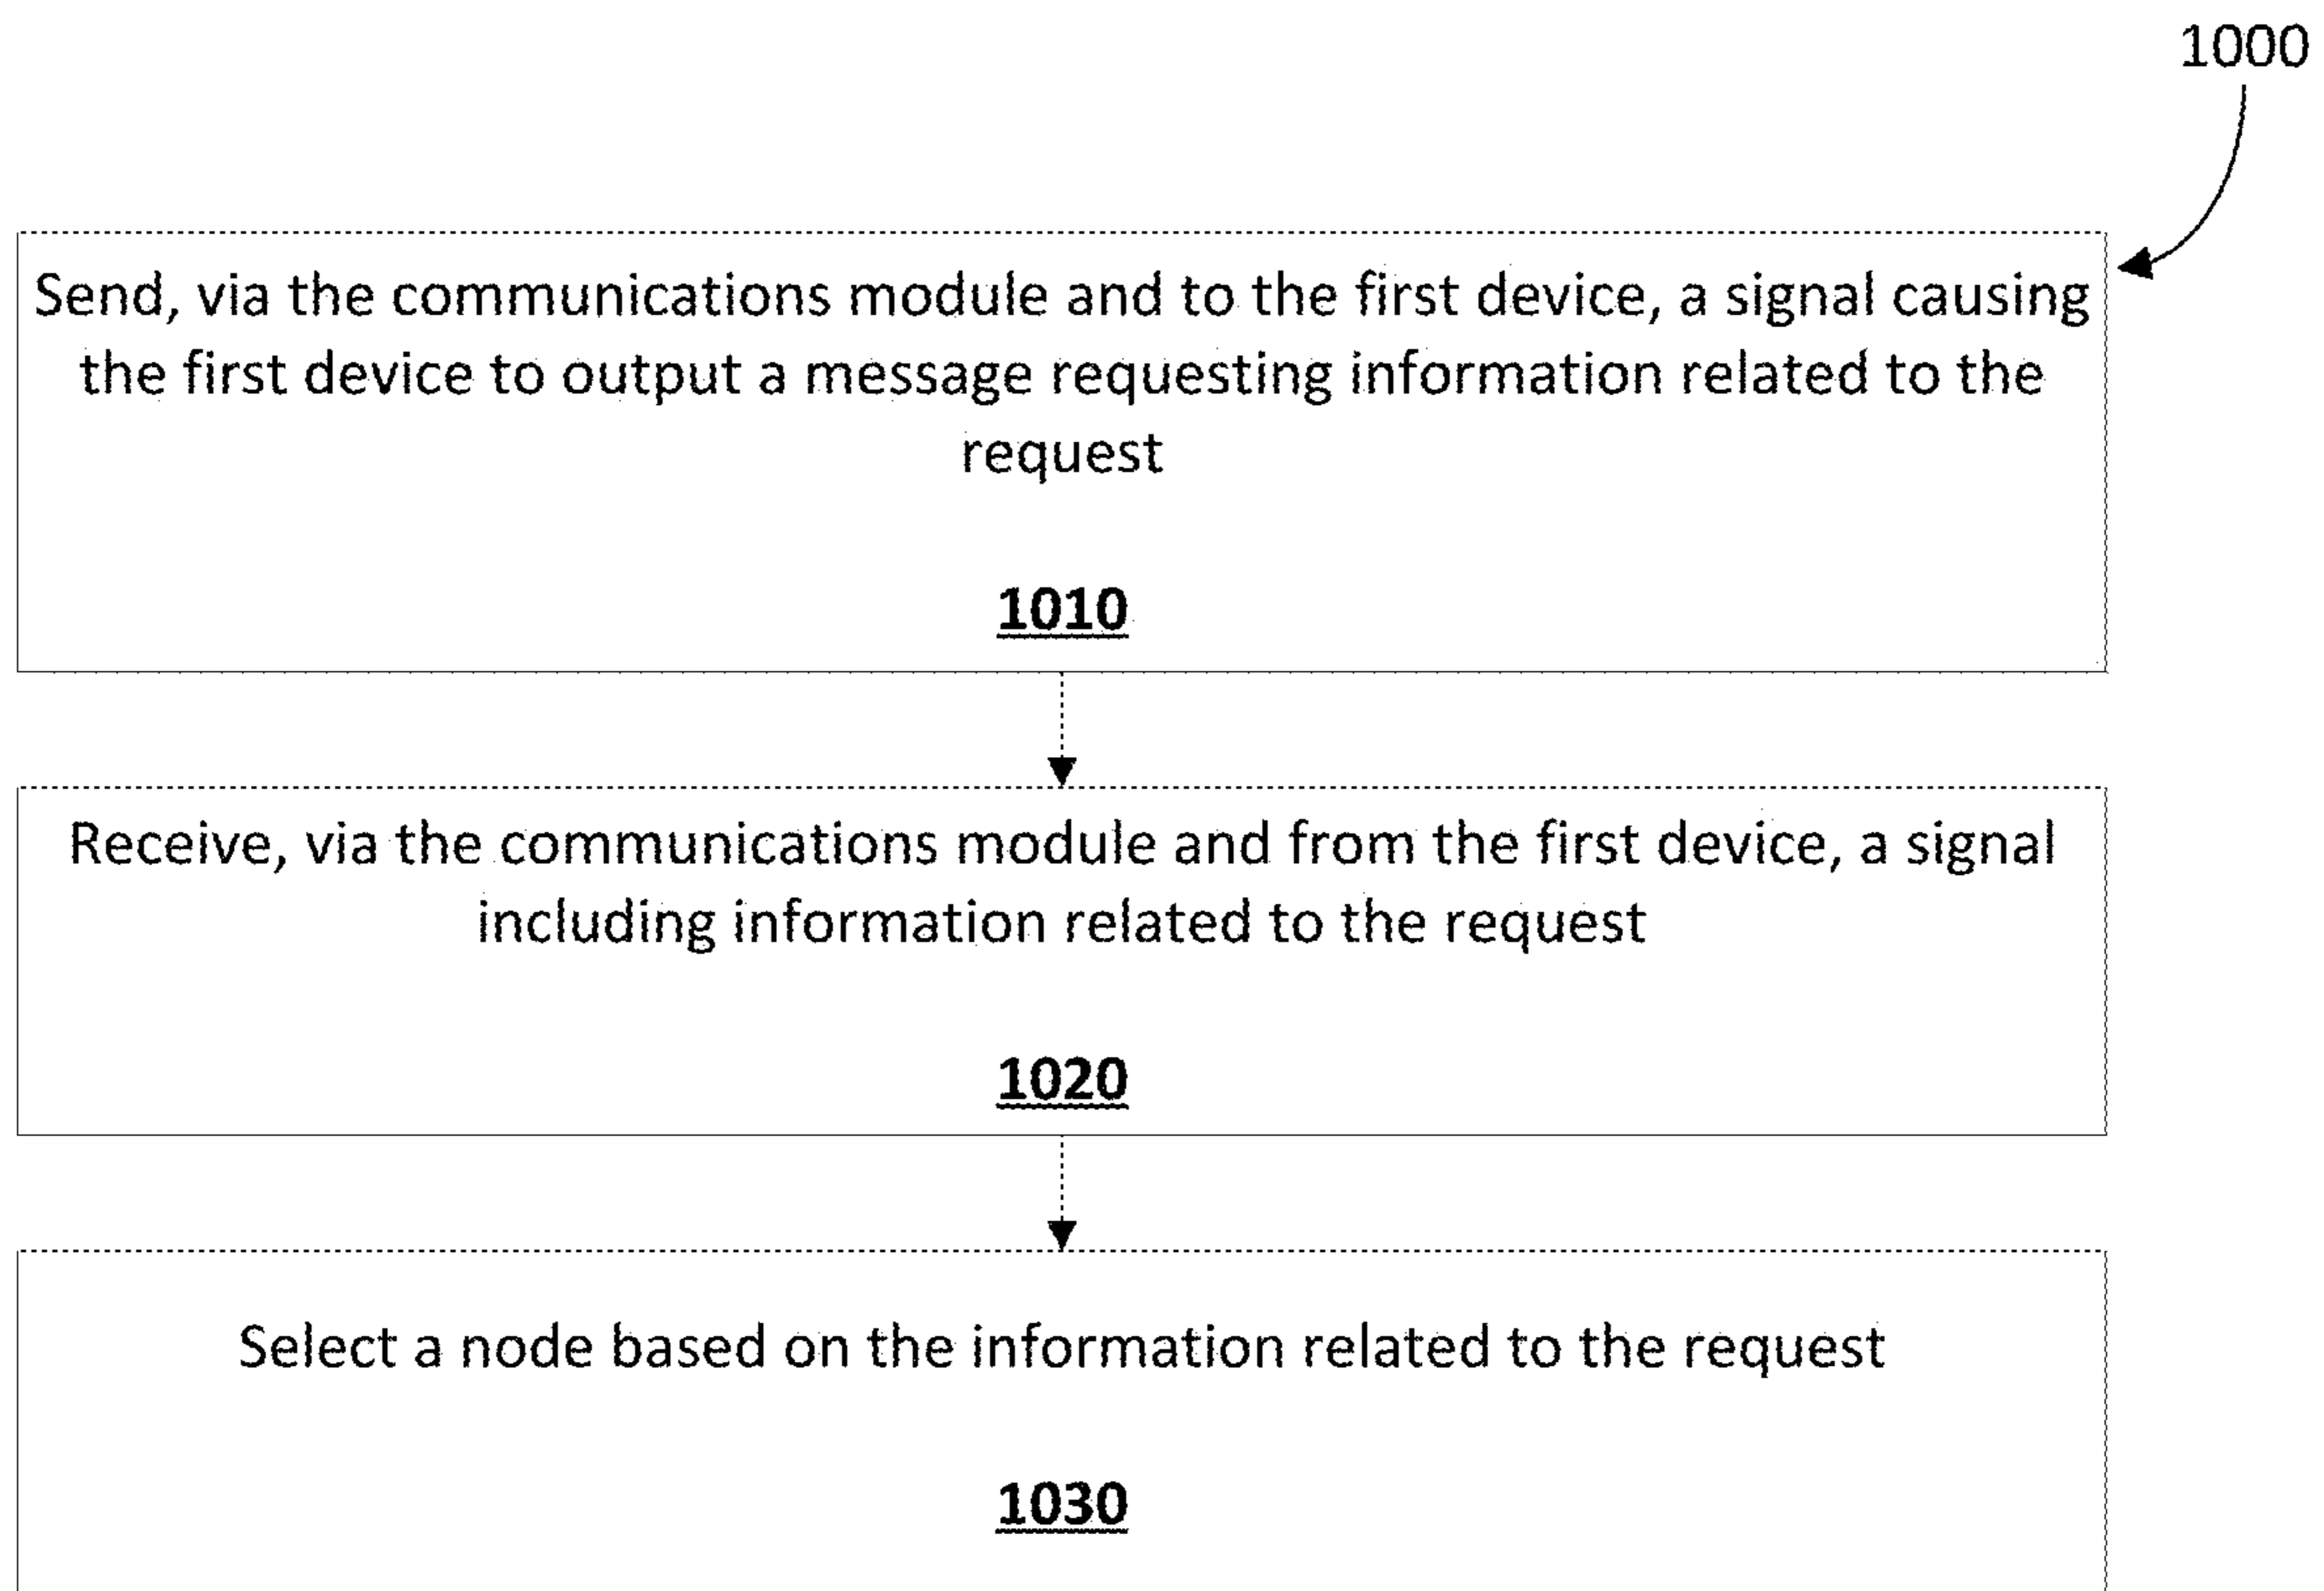 1000
Send, via the communications module and to the first device, a signal causing
the first device to output a message requesting information related to the
request
1010
Receive, via the communications module and from the first device, a signal
including information related to the request
1020
Select a node based on the information related to the request
1030